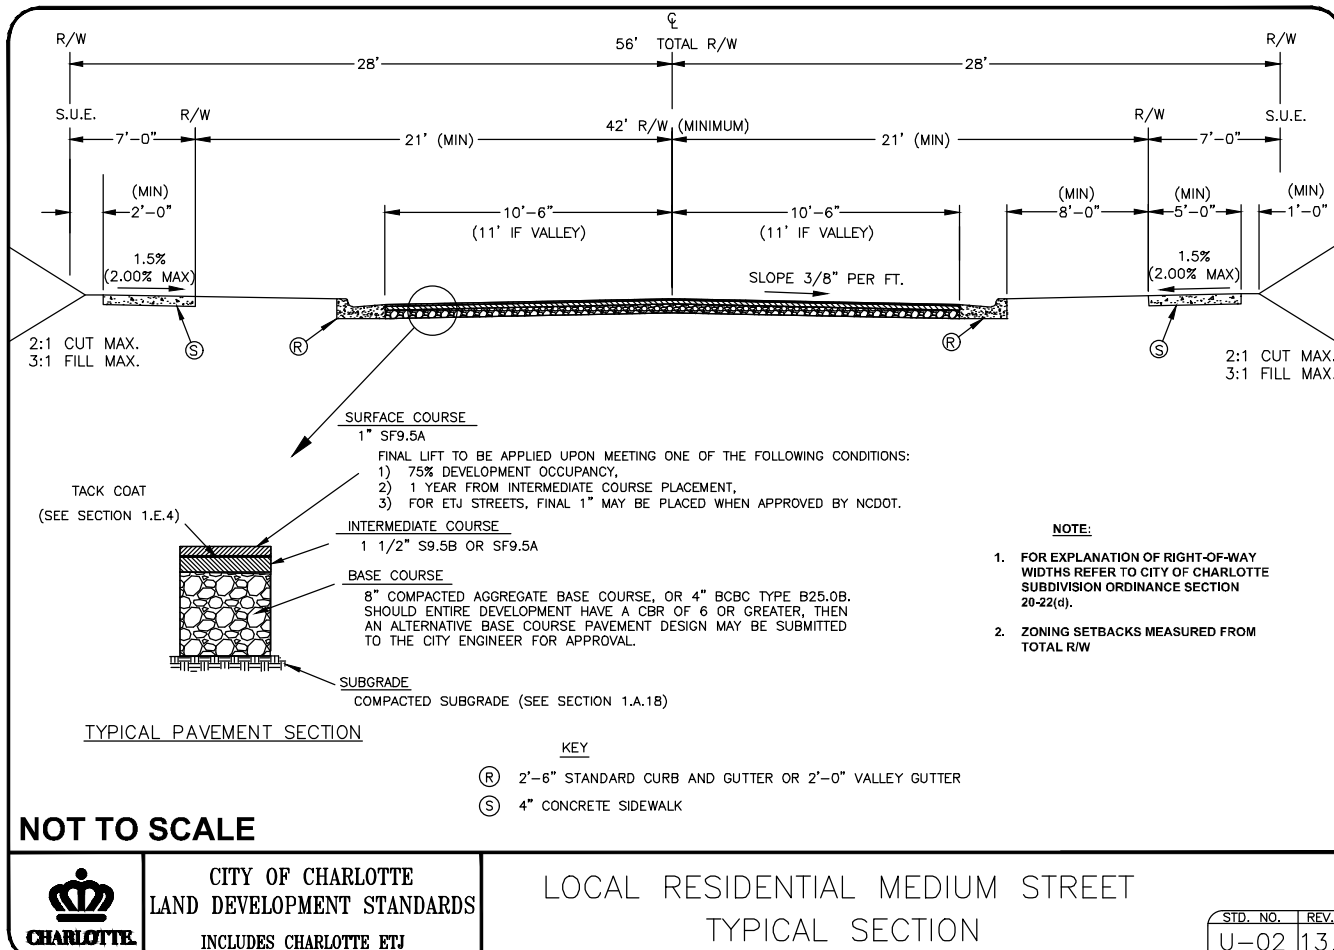 ℄
R/W
56' TOTAL R/W
R/W
28'
28'
S.U.E.
R/W
R/W
S.U.E.
7'-0"
21' (MIN)
42' R/W (MINIMUM)
21' (MIN)
7'-0"
(MIN)
2'-0"
10'-6"
(11' IF VALLEY)
10'-6"
(11' IF VALLEY)
(MIN)
8'-0"
(MIN)
5'-0"
(MIN)
1'-0"
1.5%
(2.00% MAX)
SLOPE 3/8" PER FT.
1.5%
(2.00% MAX)
S
R
R
S
2:1 CUT MAX.
3:1 FILL MAX.
2:1 CUT MAX.
3:1 FILL MAX.
SURFACE COURSE
1" SF9.5A
FINAL LIFT TO BE APPLIED UPON MEETING ONE OF THE FOLLOWING CONDITIONS:
1) 75% DEVELOPMENT OCCUPANCY,
2) 1 YEAR FROM INTERMEDIATE COURSE PLACEMENT,
3) FOR ETJ STREETS, FINAL 1" MAY BE PLACED WHEN APPROVED BY NCDOT.
TACK COAT
(SEE SECTION 1.E.4)
INTERMEDIATE COURSE
1 1/2" S9.5B OR SF9.5A
BASE COURSE
8" COMPACTED AGGREGATE BASE COURSE, OR 4" BCBC TYPE B25.0B.
SHOULD ENTIRE DEVELOPMENT HAVE A CBR OF 6 OR GREATER, THEN
AN ALTERNATIVE BASE COURSE PAVEMENT DESIGN MAY BE SUBMITTED
TO THE CITY ENGINEER FOR APPROVAL.
SUBGRADE
COMPACTED SUBGRADE (SEE SECTION 1.A.18)
TYPICAL PAVEMENT SECTION
NOTE:
1. FOR EXPLANATION OF RIGHT-OF-WAY
WIDTHS REFER TO CITY OF CHARLOTTE
SUBDIVISION ORDINANCE SECTION
20-22(d).
2. ZONING SETBACKS MEASURED FROM
TOTAL R/W
KEY
R 2'-6" STANDARD CURB AND GUTTER OR 2'-0" VALLEY GUTTER
S 4" CONCRETE SIDEWALK
NOT TO SCALE
CHARLOTTE.
CITY OF CHARLOTTE
LAND DEVELOPMENT STANDARDS
INCLUDES CHARLOTTE ETJ
LOCAL RESIDENTIAL MEDIUM STREET
TYPICAL SECTION
STD. NO. REV.
U-02 13.